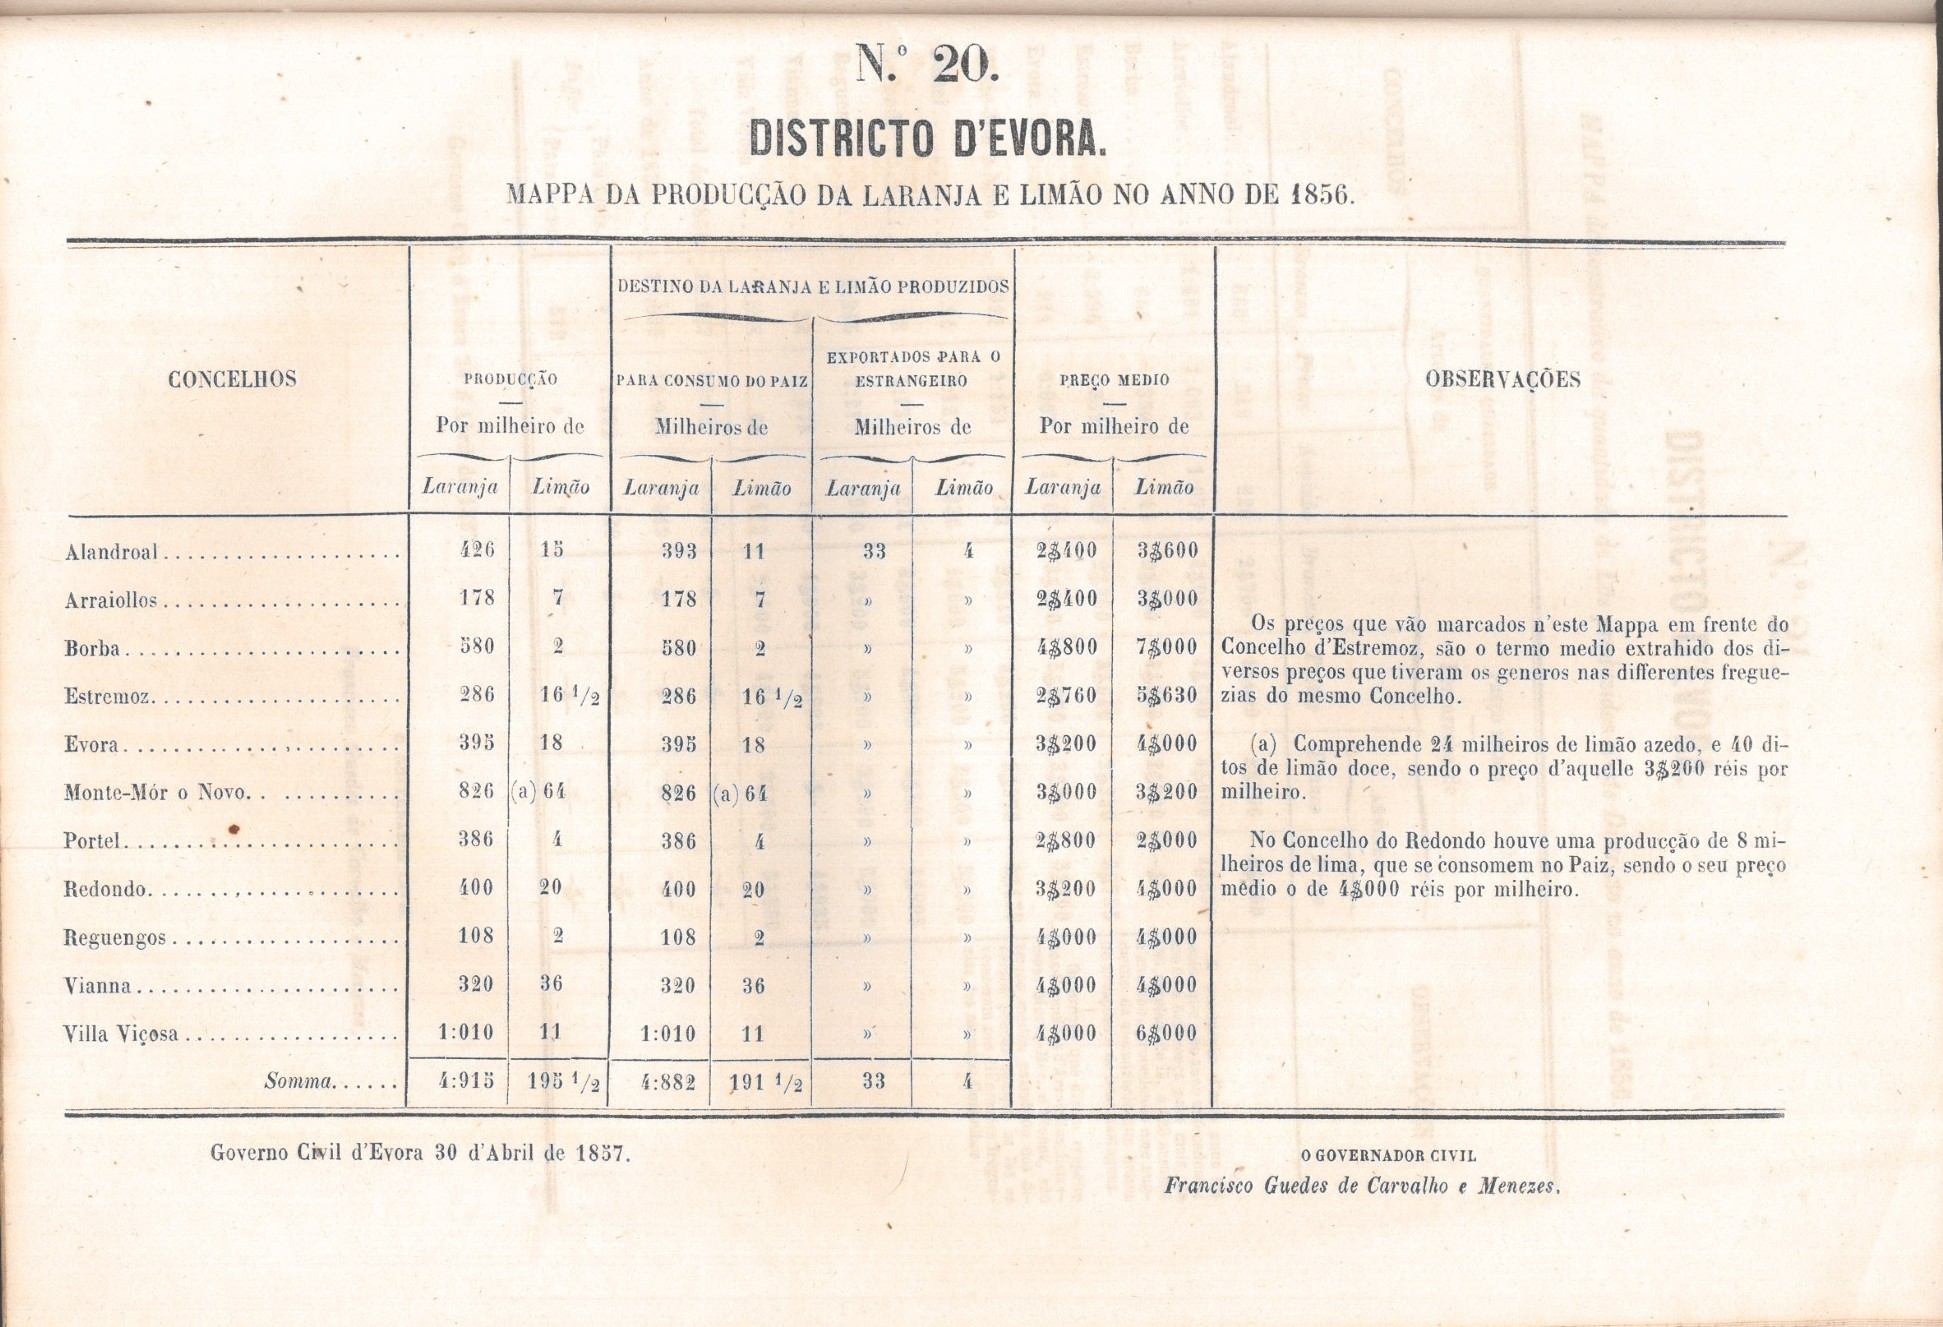 N.º 20.
DISTRICTO D'EVORA.
MAPPA DA PRODUCÇÃO DA LARANJA E LIMÃO NO ANNO DE 1856.
CONCELHOS
PRODUCÇÃO
Por milheiro de
Laranja Limão
DESTINO DA LARANJA E LIMÃO PRODUZIDOS
PARA CONSUMO DO PAIZ
Milheiros de
Laranja Limão
EXPORTADOS PARA O
ESTRANGEIRO
Milheiros de
Laranja Limão
PREÇO MEDIO
Por milheiro de
Laranja Limão
OBSERVAÇÕES
Alandroal.................... 426 15 393 11 33 4 2$400 3$600
Arraiollos.................... 178 7 178 7 » » 2$400 3$000
Borba....................... 580 2 580 2 » » 4$800 7$000
Estremoz..................... 286 16 1/2 286 16 1/2 » » 2$760 5$630
Evora....................... 395 18 395 18 » » 3$200 4$000
Monte-Mór o Novo. . .......... 826 (a) 64 826 (a) 64 » » 3$000 3$200
Portel....................... 386 4 386 4 » » 2$800 2$000
Redondo..................... 400 20 400 20 » » 3$200 4$000
Reguengos................... 108 2 108 2 » » 4$000 4$000
Vianna...................... 320 36 320 36 » » 4$000 4$000
Villa Viçosa.................. 1:010 11 1:010 11 » » 4$000 6$000
Somma...... 4:915 195 1/2 4:882 191 1/2 33 4
Os preços que vão marcados n'este Mappa em frente do
Concelho d'Estremoz, são o termo medio extrahido dos di-
versos preços que tiveram os generos nas differentes fregue-
zias do mesmo Concelho.
(a) Comprehende 24 milheiros de limão azedo, e 40 di-
tos de limão doce, sendo o preço d'aquelle 3$200 réis por
milheiro.
No Concelho do Redondo houve uma producção de 8 mi-
lheiros de lima, que se consomem no Paiz, sendo o seu preço
médio o de 4$000 réis por milheiro.
Governo Civil d'Evora 30 d'Abril de 1857.
O GOVERNADOR CIVIL
Francisco Guedes de Carvalho e Menezes.